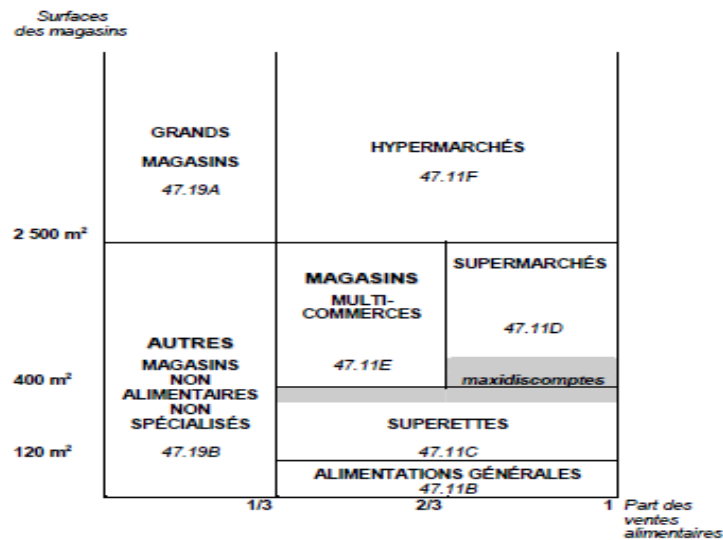 Surfaces
des magasins
GRANDS
MAGASINS
47.19A
HYPERMARCHÉS
47.11F
2 500 m²
MAGASINS
MULTI-
COMMERCES
47.11E
SUPERMARCHÉS
47.11D
maxidiscomptes
AUTRES
MAGASINS
NON
ALIMENTAIRES
NON
SPÉCIALISÉS
47.19B
400 m²
SUPERETTES
47.11C
120 m²
ALIMENTATIONS GÉNÉRALES
47.11B
1/3
2/3
1
Part des
ventes
alimentaires